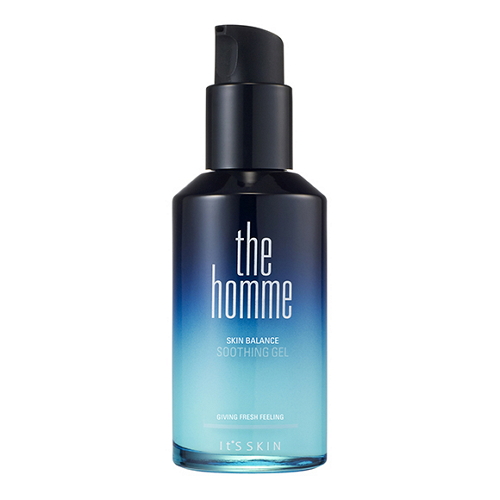 the
homme
SKIN BALANCE
SOOTHING GEL
GIVING FRESH FEELING
It'S SKIN